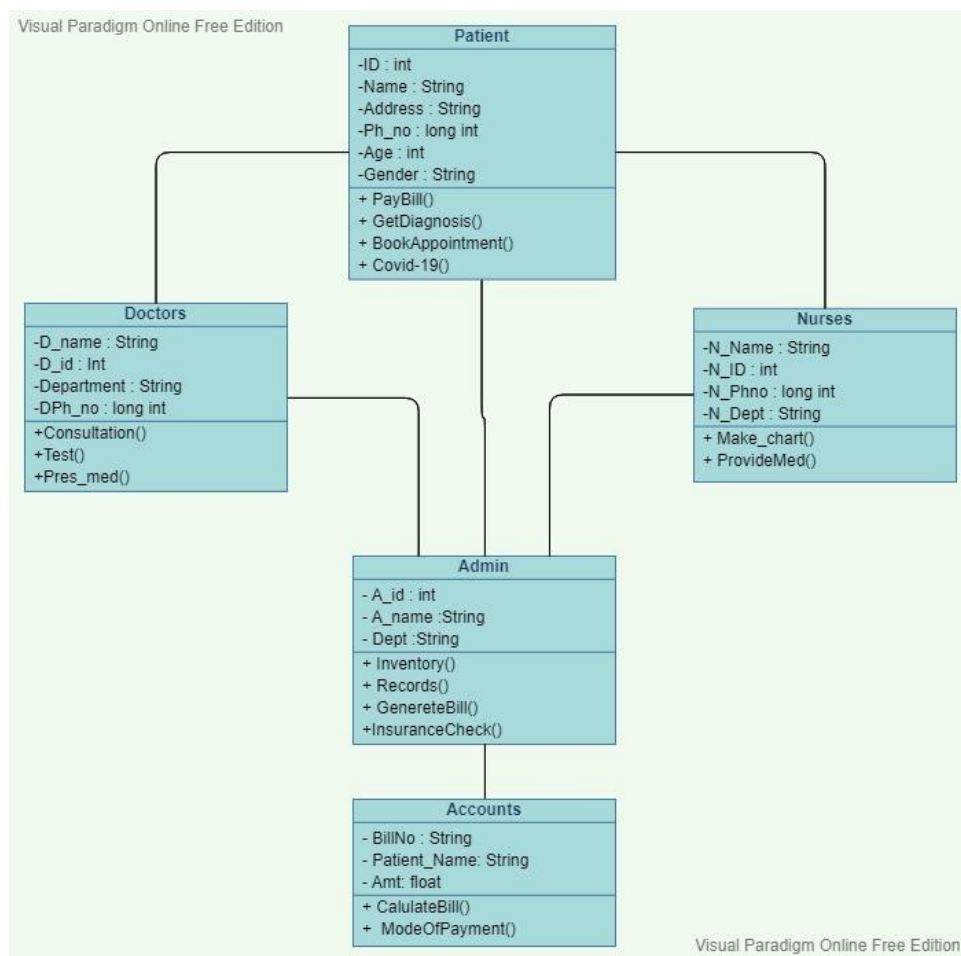 Visual Paradigm Online Free Edition
Patient
-ID : int
-Name : String
-Address : String
-Ph_no : long int
-Age : int
-Gender : String
+ PayBill()
+ GetDiagnosis()
+ BookAppointment()
+ Covid-19()
Doctors
-D_name : String
-D_id : Int
-Department : String
-DPh_no : long int
+Consultation()
+Test()
+Pres_med()
Nurses
-N_Name : String
-N_ID : int
-N_Phno : long int
-N_Dept : String
+ Make_chart()
+ ProvideMed()
Admin
- A_id : int
- A_name :String
- Dept :String
+ Inventory()
+ Records()
+ GenereteBill()
+InsuranceCheck()
Accounts
- BillNo : String
- Patient_Name: String
- Amt: float
+ CalulateBill()
+ ModeOfPayment()
Visual Paradigm Online Free Edition